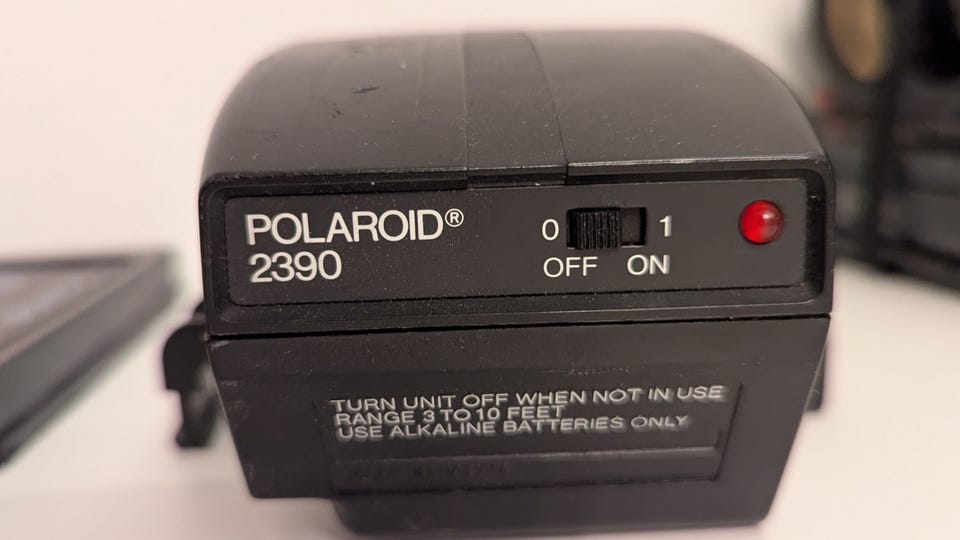 POLAROID®
2390
0 1
OFF ON
TURN UNIT OFF WHEN NOT IN USE
RANGE 3 TO 10 FEET
USE ALKALINE BATTERIES ONLY